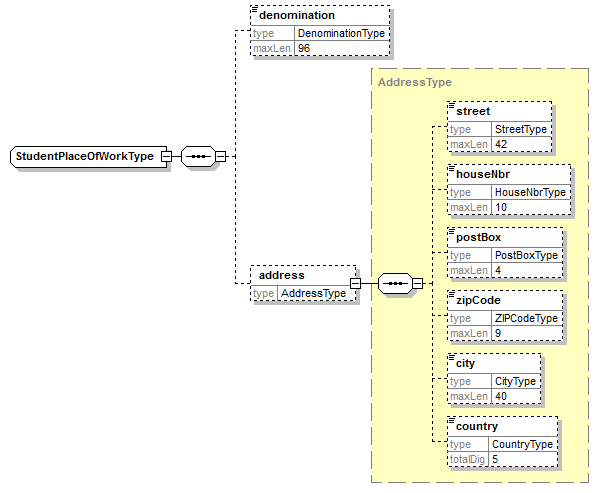 denomination
type DenominationType
maxLen 96
AddressType
street
type StreetType
maxLen 42
StudentPlaceOfWorkType
houseNbr
type HouseNbrType
maxLen 10
postBox
type PostBoxType
maxLen 4
address
type AddressType
zipCode
type ZIPCodeType
maxLen 9
city
type CityType
maxLen 40
country
type CountryType
totalDig 5